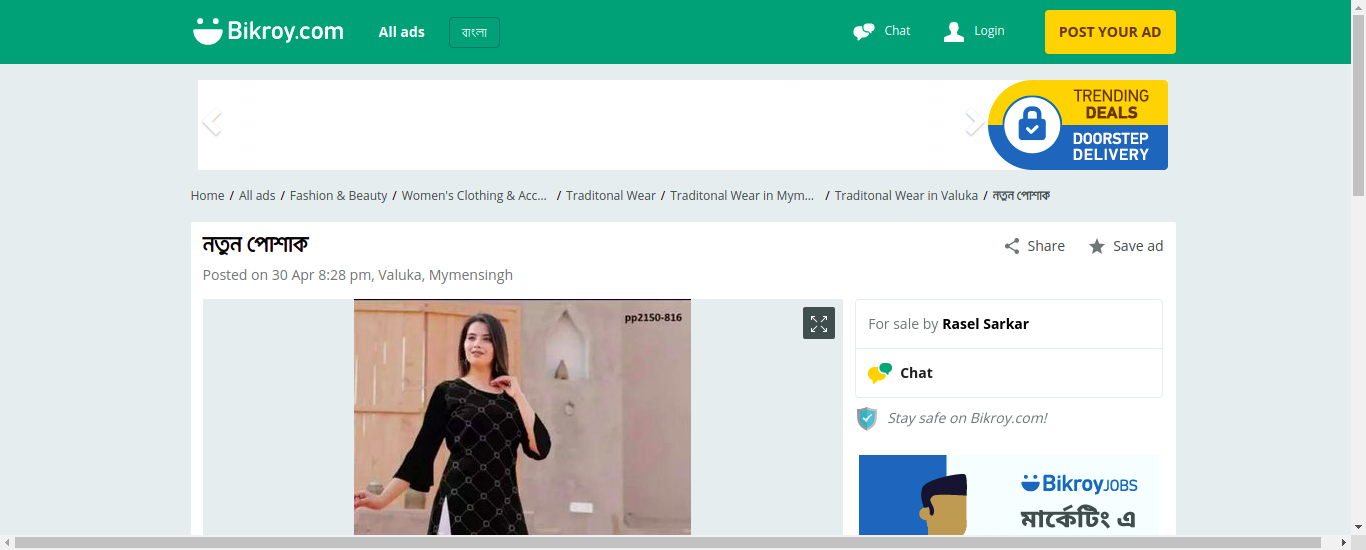 Bikroy.com All ads বাংলা Chat Login POST YOUR AD
TRENDING
DEALS
DOORSTEP
DELIVERY
Home / All ads / Fashion & Beauty / Women's Clothing & Acc... / Traditonal Wear / Traditonal Wear in Mym... / Traditonal Wear in Valuka / নতুন পোশাক
নতুন পোশাক
Share Save ad
Posted on 30 Apr 8:28 pm, Valuka, Mymensingh
pp2150-816
For sale by Rasel Sarkar
Chat
Stay safe on Bikroy.com!
BikroyJOBS
মার্কেটিং এ